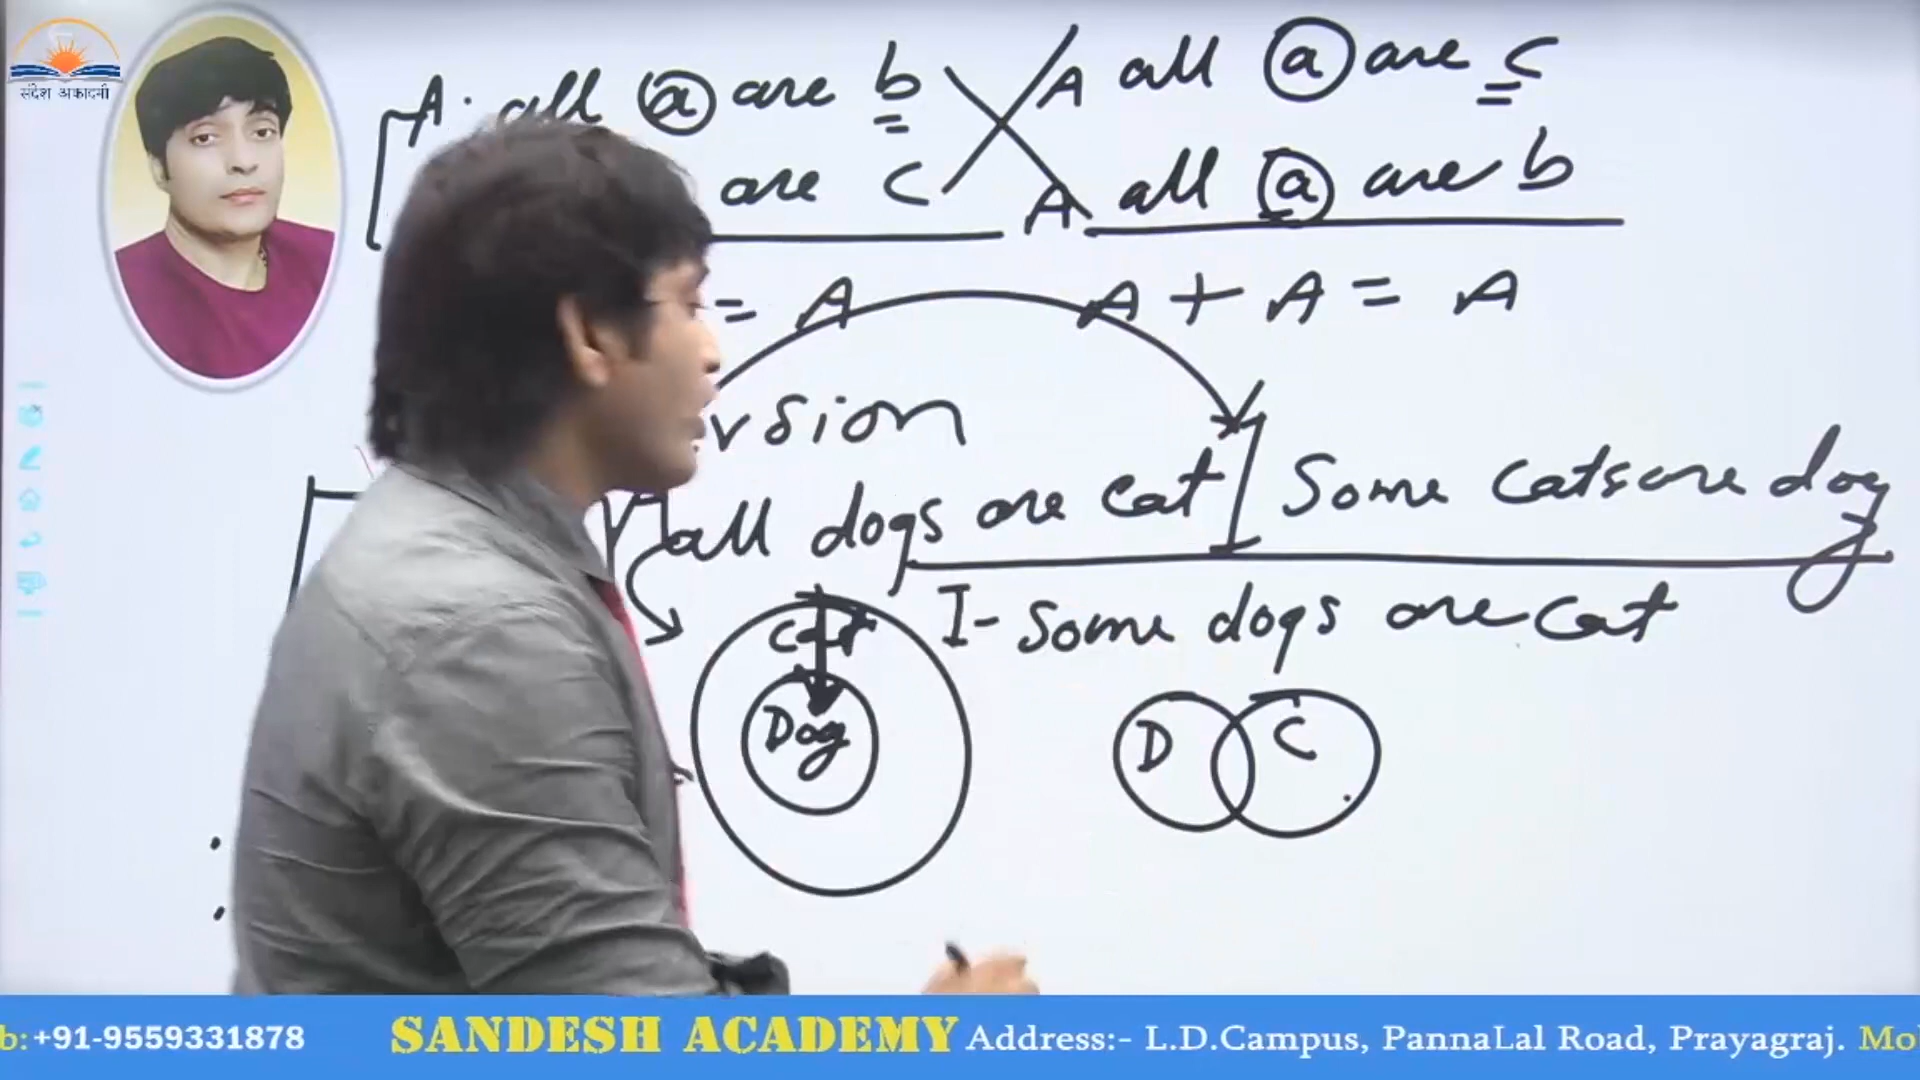 संदेश अकादमी
A. all a are b
A all a are c
are c
A all a are b
= A
A + A = A
rsion
all dogs are cat
I Some cats are dog
I- Some dogs are cat
Cat
Dog
D
C
b:+91-9559331878 SANDESH ACADEMY Address:- L.D.Campus, PannaLal Road, Prayagraj. Mo